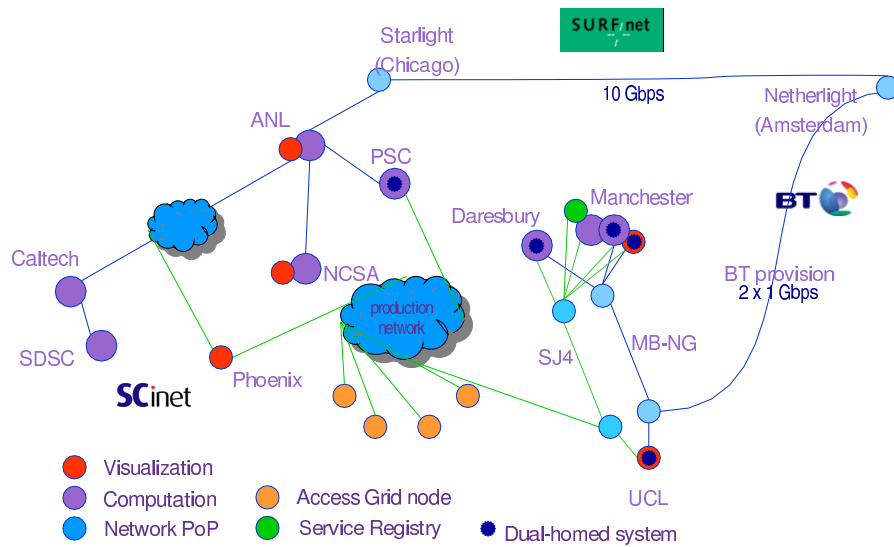 Starlight
(Chicago)
SURF/net
10 Gbps
Netherlight
(Amsterdam)
ANL
PSC
Manchester
Daresbury
BT
Caltech
NCSA
BT provision
2 x 1 Gbps
production
network
MB-NG
SJ4
SDSC
Phoenix
SCinet
UCL
Visualization
Computation
Network PoP
Access Grid node
Service Registry
Dual-homed system